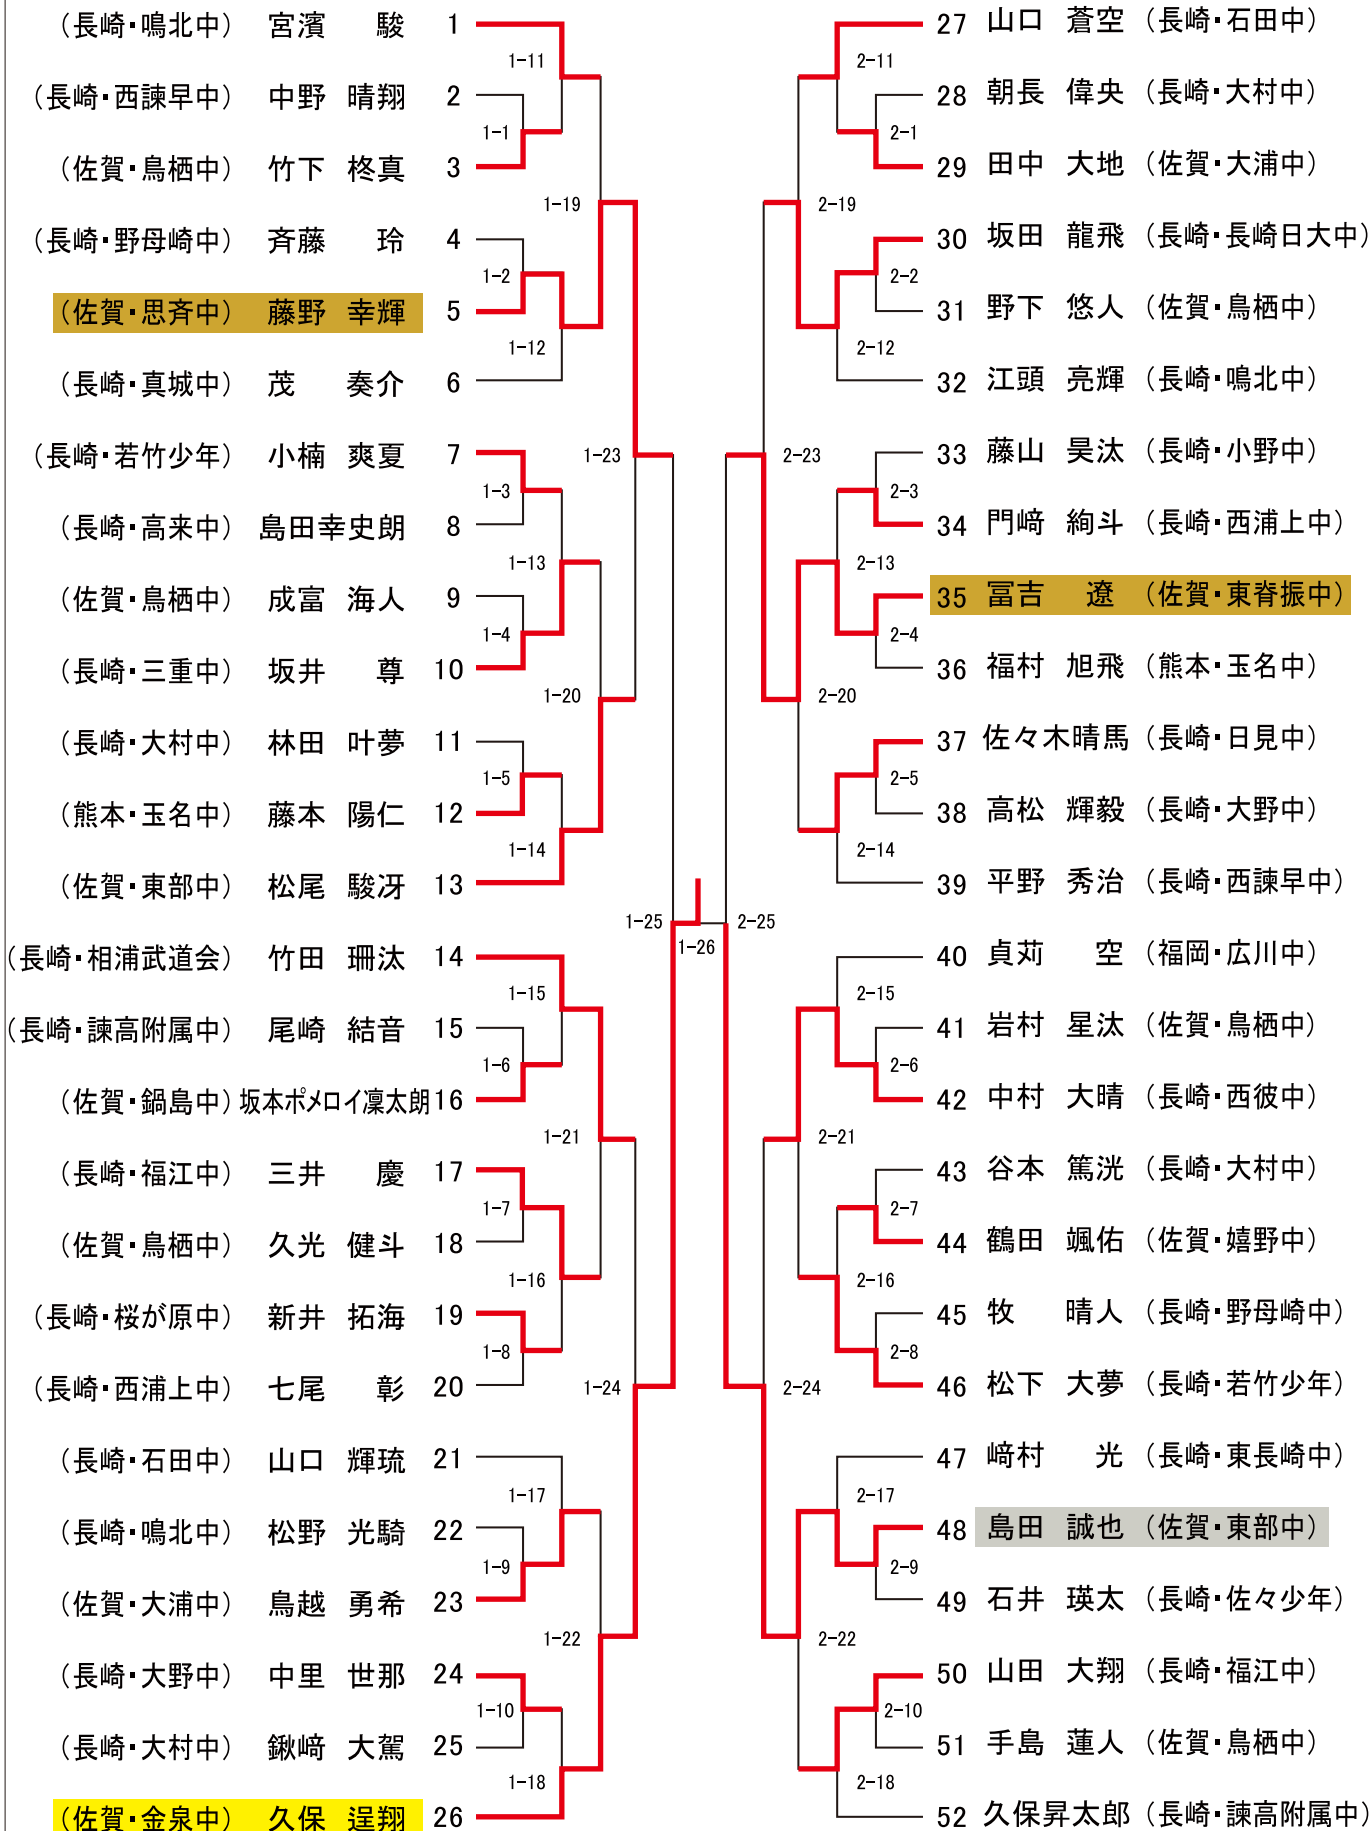 (長崎･鳴北中) 宮濱 駿 1
(長崎･西諫早中) 中野 晴翔 2
(佐賀･鳥栖中) 竹下 柊真 3
(長崎･野母崎中) 斉藤 玲 4
(佐賀･思斉中) 藤野 幸輝 5
(長崎･真城中) 茂 奏介 6
(長崎･若竹少年) 小楠 爽夏 7
(長崎･高来中) 島田幸史朗 8
(佐賀･鳥栖中) 成富 海人 9
(長崎･三重中) 坂井 尊 10
(長崎･大村中) 林田 叶夢 11
(熊本･玉名中) 藤本 陽仁 12
(佐賀･東部中) 松尾 駿冴 13
(長崎･相浦武道会) 竹田 珊汰 14
(長崎･諫高附属中) 尾崎 結音 15
(佐賀･鍋島中) 坂本ポメロイ凜太朗 16
(長崎･福江中) 三井 慶 17
(佐賀･鳥栖中) 久光 健斗 18
(長崎･桜が原中) 新井 拓海 19
(長崎･西浦上中) 七尾 彰 20
(長崎･石田中) 山口 輝琉 21
(長崎･鳴北中) 松野 光騎 22
(佐賀･大浦中) 鳥越 勇希 23
(長崎･大野中) 中里 世那 24
(長崎･大村中) 鍬﨑 大駕 25
(佐賀･金泉中) 久保 逞翔 26
1-11
1-1
1-19
1-2
1-12
1-23
1-3
1-13
1-4
1-20
1-5
1-14
1-25
1-26
1-15
1-6
1-21
1-7
1-16
1-8
1-24
1-17
1-9
1-22
1-10
1-18
2-11
2-1
2-19
2-2
2-12
2-23
2-3
2-13
2-4
2-20
2-5
2-14
2-25
2-15
2-6
2-21
2-7
2-16
2-8
2-24
2-17
2-9
2-22
2-10
2-18
27 山口 蒼空 (長崎･石田中)
28 朝長 偉央 (長崎･大村中)
29 田中 大地 (佐賀･大浦中)
30 坂田 龍飛 (長崎･長崎日大中)
31 野下 悠人 (佐賀･鳥栖中)
32 江頭 亮輝 (長崎･鳴北中)
33 藤山 昊汰 (長崎･小野中)
34 門﨑 絢斗 (長崎･西浦上中)
35 冨吉 遼 (佐賀･東脊振中)
36 福村 旭飛 (熊本･玉名中)
37 佐々木晴馬 (長崎･日見中)
38 高松 輝毅 (長崎･大野中)
39 平野 秀治 (長崎･西諫早中)
40 貞苅 空 (福岡･広川中)
41 岩村 星汰 (佐賀･鳥栖中)
42 中村 大晴 (長崎･西彼中)
43 谷本 篤洸 (長崎･大村中)
44 鶴田 颯佑 (佐賀･嬉野中)
45 牧 晴人 (長崎･野母崎中)
46 松下 大夢 (長崎･若竹少年)
47 﨑村 光 (長崎･東長崎中)
48 島田 誠也 (佐賀･東部中)
49 石井 瑛太 (長崎･佐々少年)
50 山田 大翔 (長崎･福江中)
51 手島 蓮人 (佐賀･鳥栖中)
52 久保昇太郎 (長崎･諫高附属中)